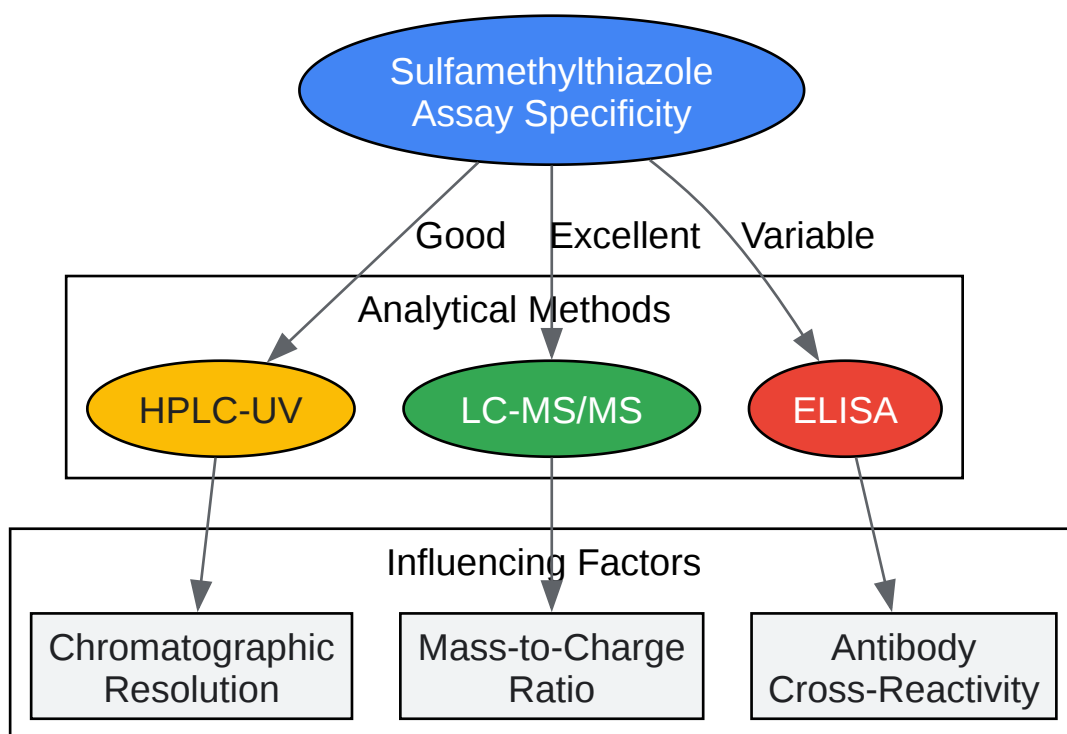 Sulfamethylthiazole
Assay Specificity
Good
Excellent
Variable
Analytical Methods
HPLC-UV
LC-MS/MS
ELISA
Influencing Factors
Chromatographic
Resolution
Mass-to-Charge
Ratio
Antibody
Cross-Reactivity